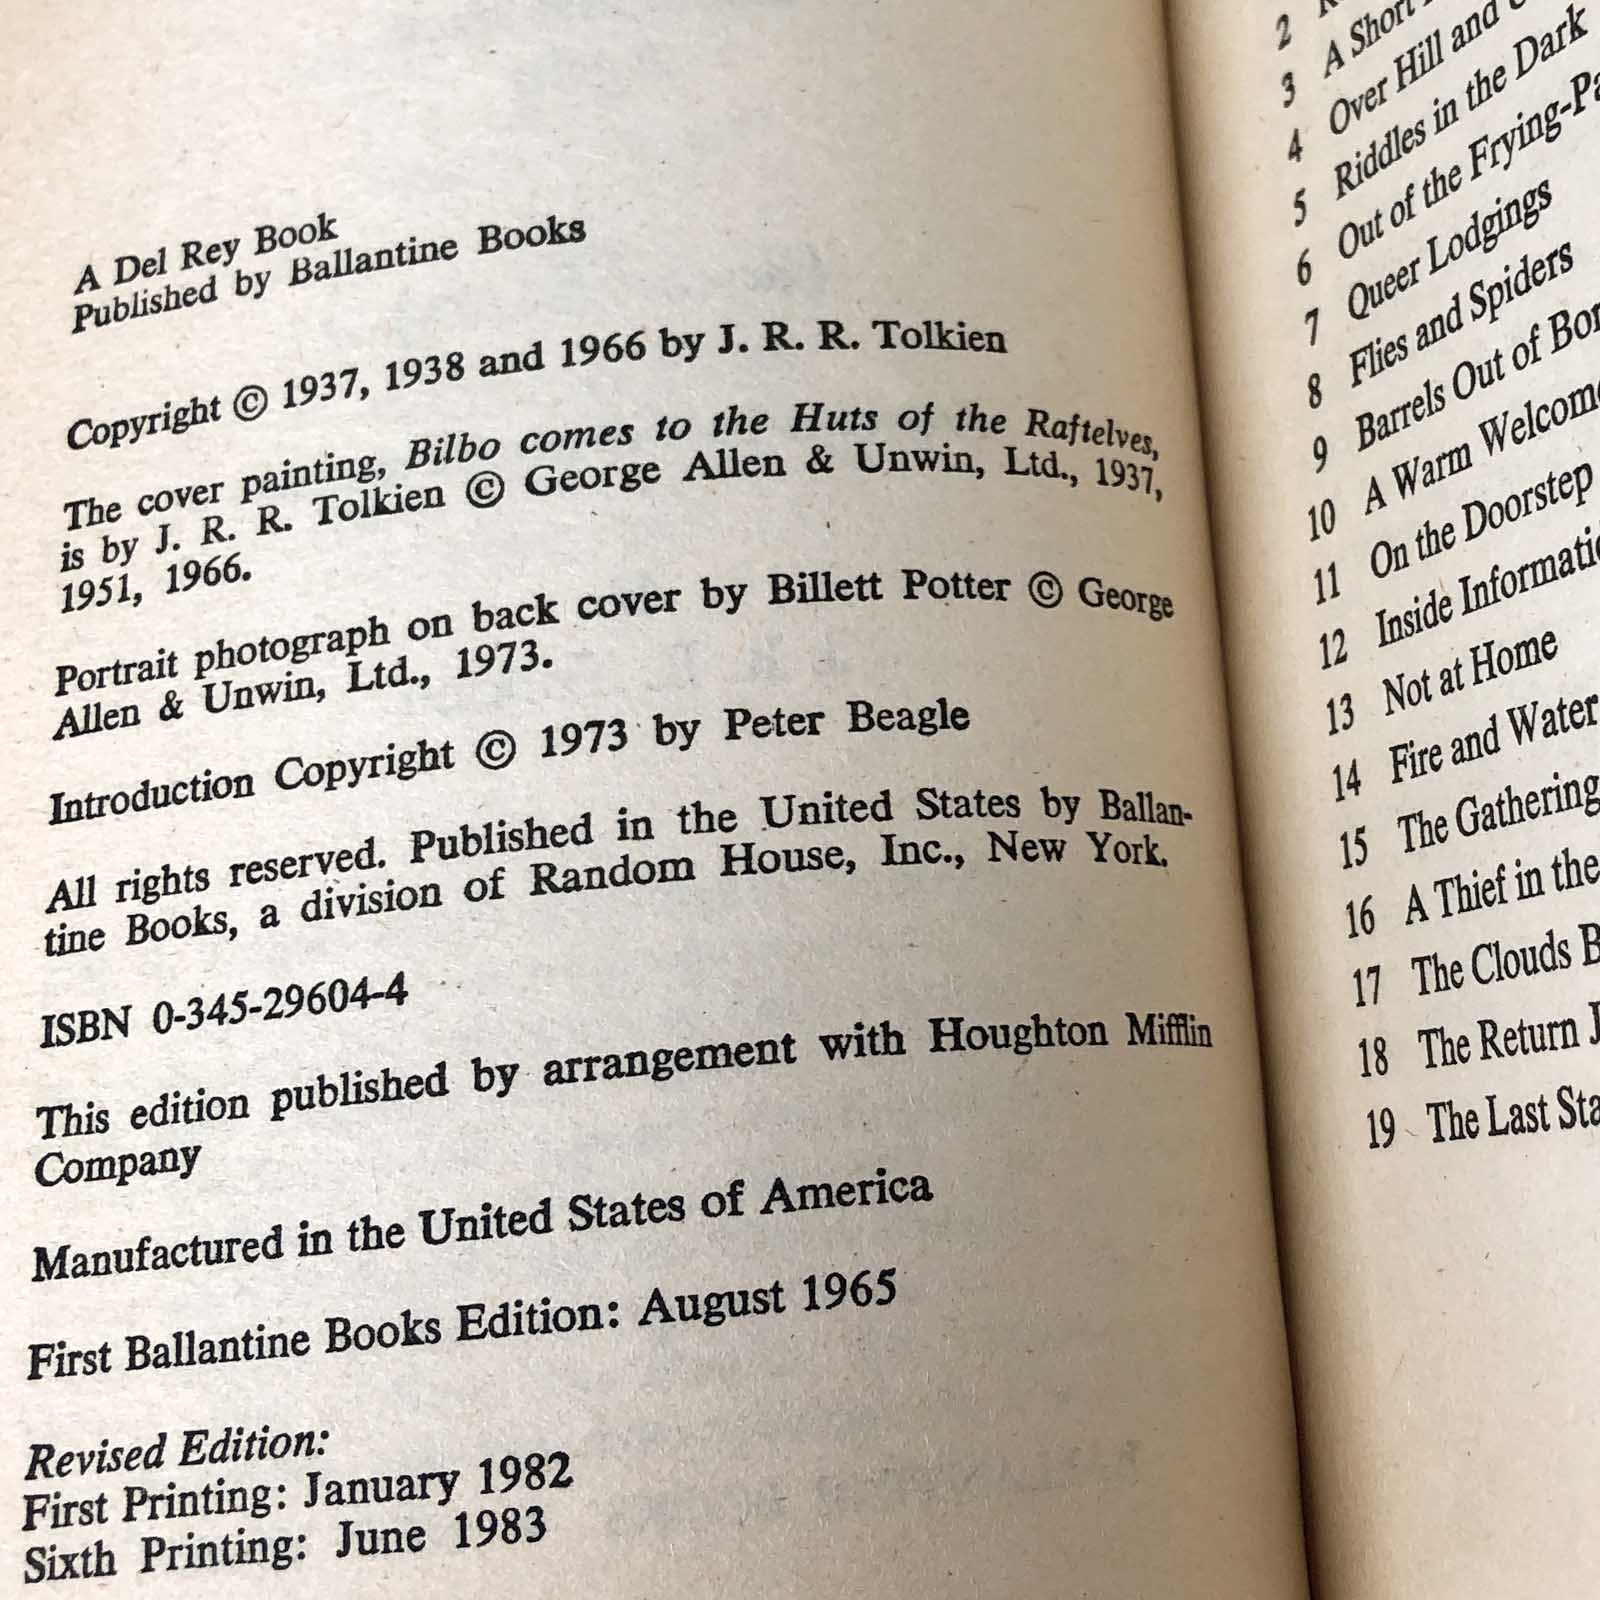 A Del Rey Book
Published by Ballantine Books
Copyright © 1937, 1938 and 1966 by J. R. R. Tolkien
The cover painting, Bilbo comes to the Huts of the Raftelves,
is by J. R. R. Tolkien © George Allen & Unwin, Ltd., 1937,
1951, 1966.
Portrait photograph on back cover by Billett Potter © George
Allen & Unwin, Ltd., 1973.
Introduction Copyright © 1973 by Peter Beagle
All rights reserved. Published in the United States by Ballan-
tine Books, a division of Random House, Inc., New York.
ISBN 0-345-29604-4
This edition published by arrangement with Houghton Mifflin
Company
Manufactured in the United States of America
First Ballantine Books Edition: August 1965
Revised Edition:
First Printing: January 1982
Sixth Printing: June 1983
2
3 A Short
4 Over Hill and
5 Riddles in the Dark
6 Out of the Frying-Pa
7 Queer Lodgings
8 Flies and Spiders
9 Barrels Out of Bon
10 A Warm Welcome
11 On the Doorstep
12 Inside Informatio
13 Not at Home
14 Fire and Water
15 The Gathering
16 A Thief in the
17 The Clouds B
18 The Return J
19 The Last Sta